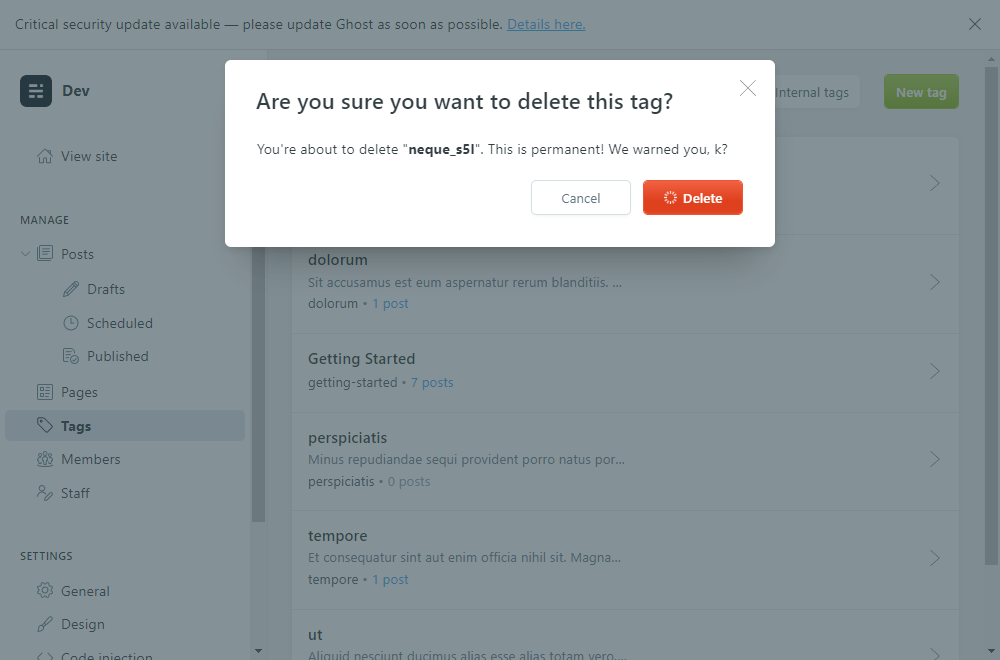 Critical security update available — please update Ghost as soon as possible. Details here.
Dev
View site
MANAGE
Posts
Drafts
Scheduled
Published
Pages
Tags
Members
Staff
SETTINGS
General
Design
Code injection
Internal tags
New tag
Are you sure you want to delete this tag?
You're about to delete "neque_s5l". This is permanent! We warned you, k?
Cancel
Delete
dolorum
Sit accusamus est eum aspernatur rerum blanditiis. ...
dolorum • 1 post
Getting Started
getting-started • 7 posts
perspiciatis
Minus repudiandae sequi provident porro natus por...
perspiciatis • 0 posts
tempore
Et consequatur sint aut enim officia nihil sit. Magna...
tempore • 1 post
ut
Aliquid nesciunt ducimus alias esse alias totam vero...